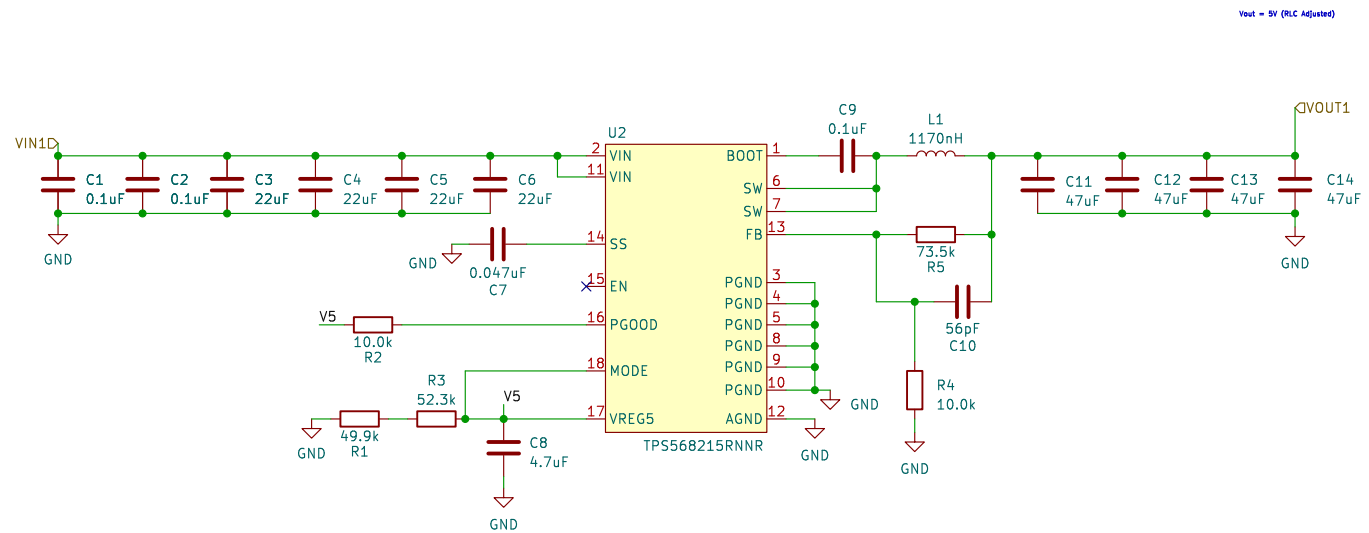 Vout = 5V (RLC Adjusted)
VIN1
VOUT1
C1
0.1uF
C2
0.1uF
C3
22uF
C4
22uF
C5
22uF
C6
22uF
GND
GND
0.047uF
C7
V5
10.0k
R2
R3
52.3k
V5
49.9k
R1
GND
C8
4.7uF
GND
U2
2
VIN
11
VIN
14
SS
15
EN
16
PGOOD
18
MODE
17
VREG5
BOOT
1
SW
6
SW
7
FB
13
PGND
3
PGND
4
PGND
5
PGND
8
PGND
9
PGND
10
AGND
12
TPS568215RNNR
GND
GND
C9
0.1uF
L1
1170nH
73.5k
R5
56pF
C10
R4
10.0k
GND
C11
47uF
C12
47uF
C13
47uF
C14
47uF
GND